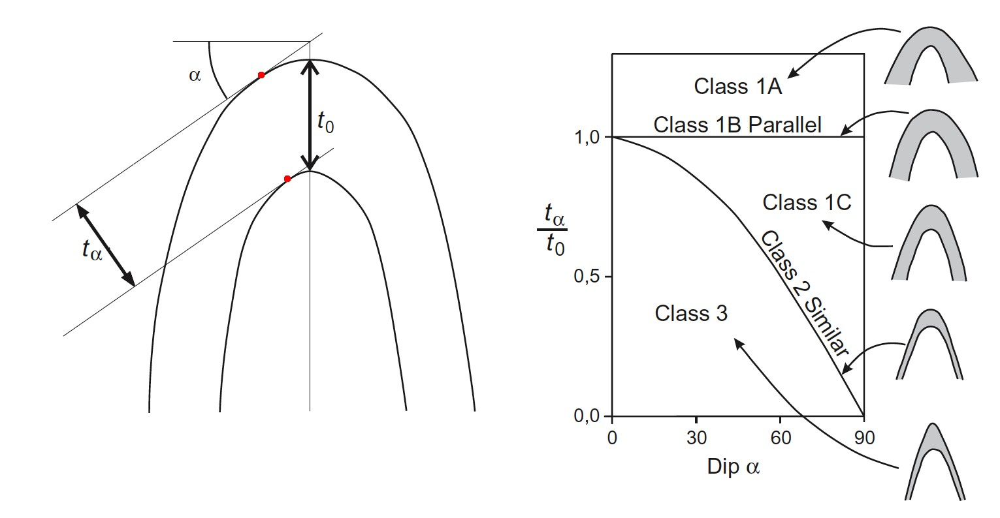 α
t0
tα
Class 1A
Class 1B Parallel
1,0
Class 1C
tα
t0
Class 2 Similar
0,5
Class 3
0,0
0 30 60 90
Dip α